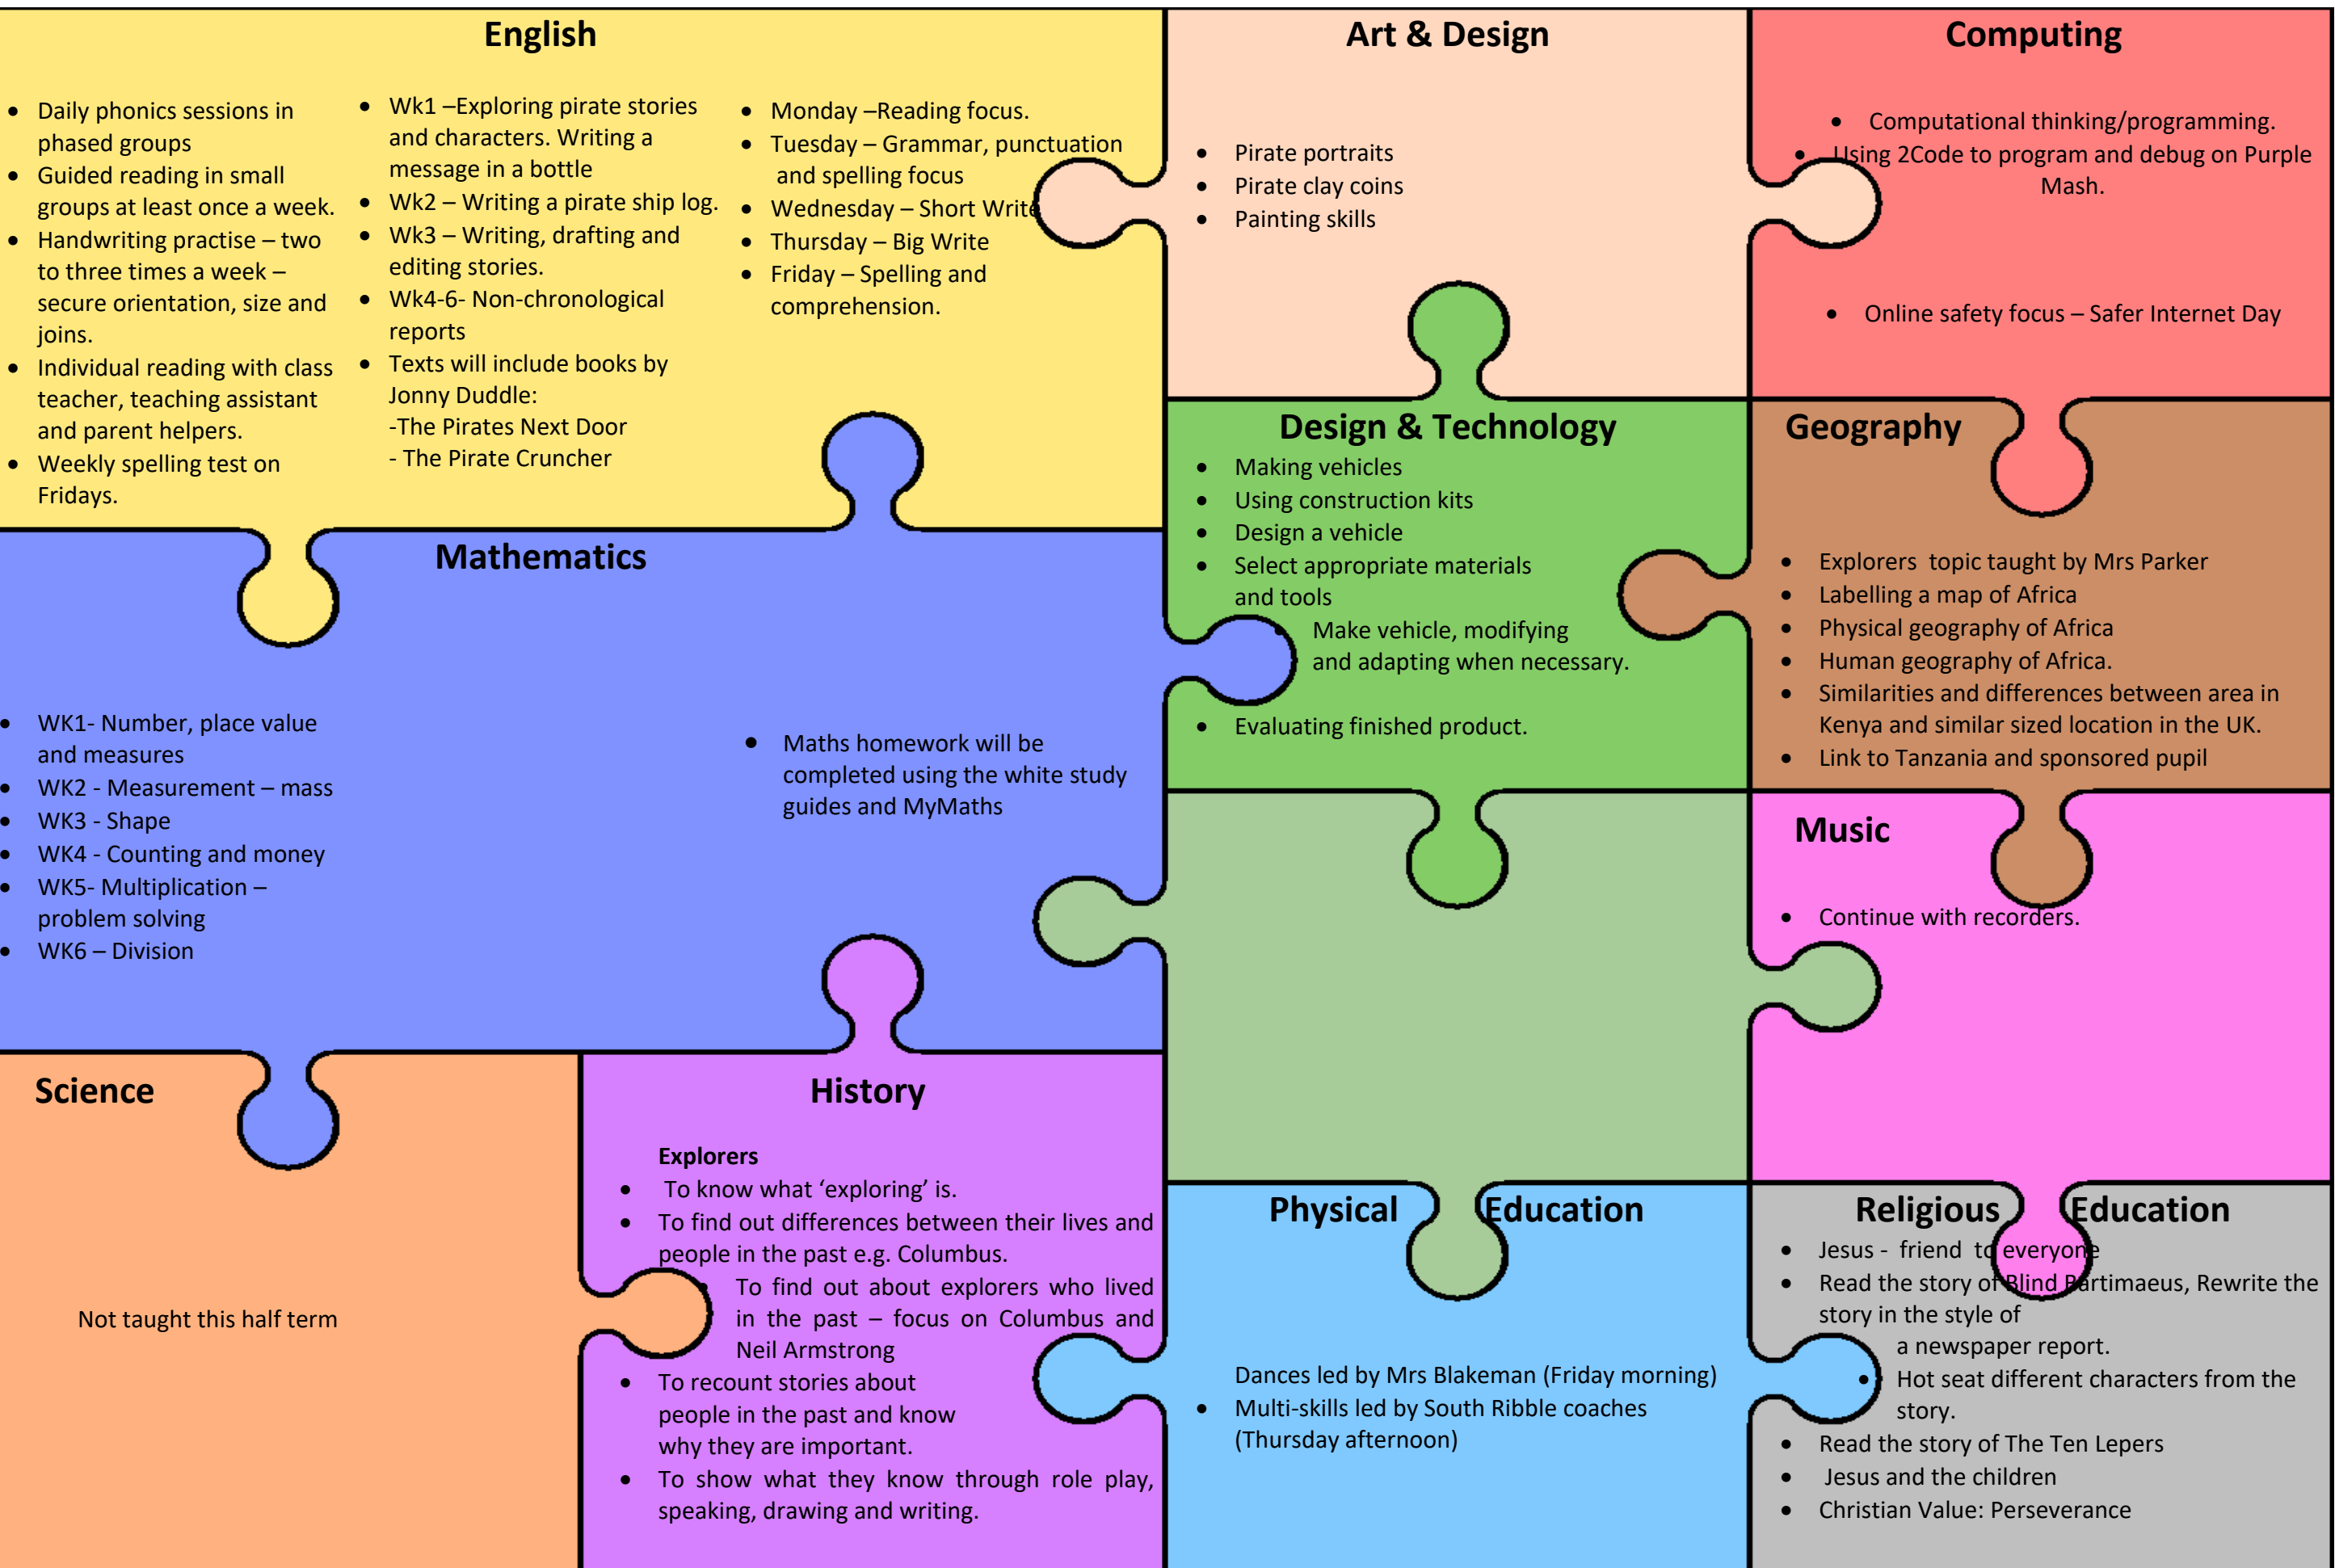 English
• Daily phonics sessions in
phased groups
• Guided reading in small
groups at least once a week.
• Handwriting practise – two
to three times a week –
secure orientation, size and
joins.
• Individual reading with class
teacher, teaching assistant
and parent helpers.
• Weekly spelling test on
Fridays.
• Wk1 –Exploring pirate stories
and characters. Writing a
message in a bottle
• Wk2 – Writing a pirate ship log.
• Wk3 – Writing, drafting and
editing stories.
• Wk4-6- Non-chronological
reports
• Texts will include books by
Jonny Duddle:
-The Pirates Next Door
- The Pirate Cruncher
• Monday –Reading focus.
• Tuesday – Grammar, punctuation
and spelling focus
• Wednesday – Short Write
• Thursday – Big Write
• Friday – Spelling and
comprehension.
Art & Design
• Pirate portraits
• Pirate clay coins
• Painting skills
Computing
• Computational thinking/programming.
• Using 2Code to program and debug on Purple
Mash.
• Online safety focus – Safer Internet Day
Mathematics
• WK1- Number, place value
and measures
• WK2 - Measurement – mass
• WK3 - Shape
• WK4 - Counting and money
• WK5- Multiplication –
problem solving
• WK6 – Division
• Maths homework will be
completed using the white study
guides and MyMaths
Design & Technology
• Making vehicles
• Using construction kits
• Design a vehicle
• Select appropriate materials
and tools
• Make vehicle, modifying
and adapting when necessary.
• Evaluating finished product.
Geography
• Explorers topic taught by Mrs Parker
• Labelling a map of Africa
• Physical geography of Africa
• Human geography of Africa.
• Similarities and differences between area in
Kenya and similar sized location in the UK.
• Link to Tanzania and sponsored pupil
Music
• Continue with recorders.
Science
Not taught this half term
History
Explorers
• To know what ‘exploring’ is.
• To find out differences between their lives and
people in the past e.g. Columbus.
• To find out about explorers who lived
in the past – focus on Columbus and
Neil Armstrong
• To recount stories about
people in the past and know
why they are important.
• To show what they know through role play,
speaking, drawing and writing.
Physical Education
Dances led by Mrs Blakeman (Friday morning)
• Multi-skills led by South Ribble coaches
(Thursday afternoon)
Religious Education
• Jesus - friend to everyone
• Read the story of Blind Bartimaeus, Rewrite the
story in the style of
a newspaper report.
• Hot seat different characters from the
story.
• Read the story of The Ten Lepers
• Jesus and the children
• Christian Value: Perseverance